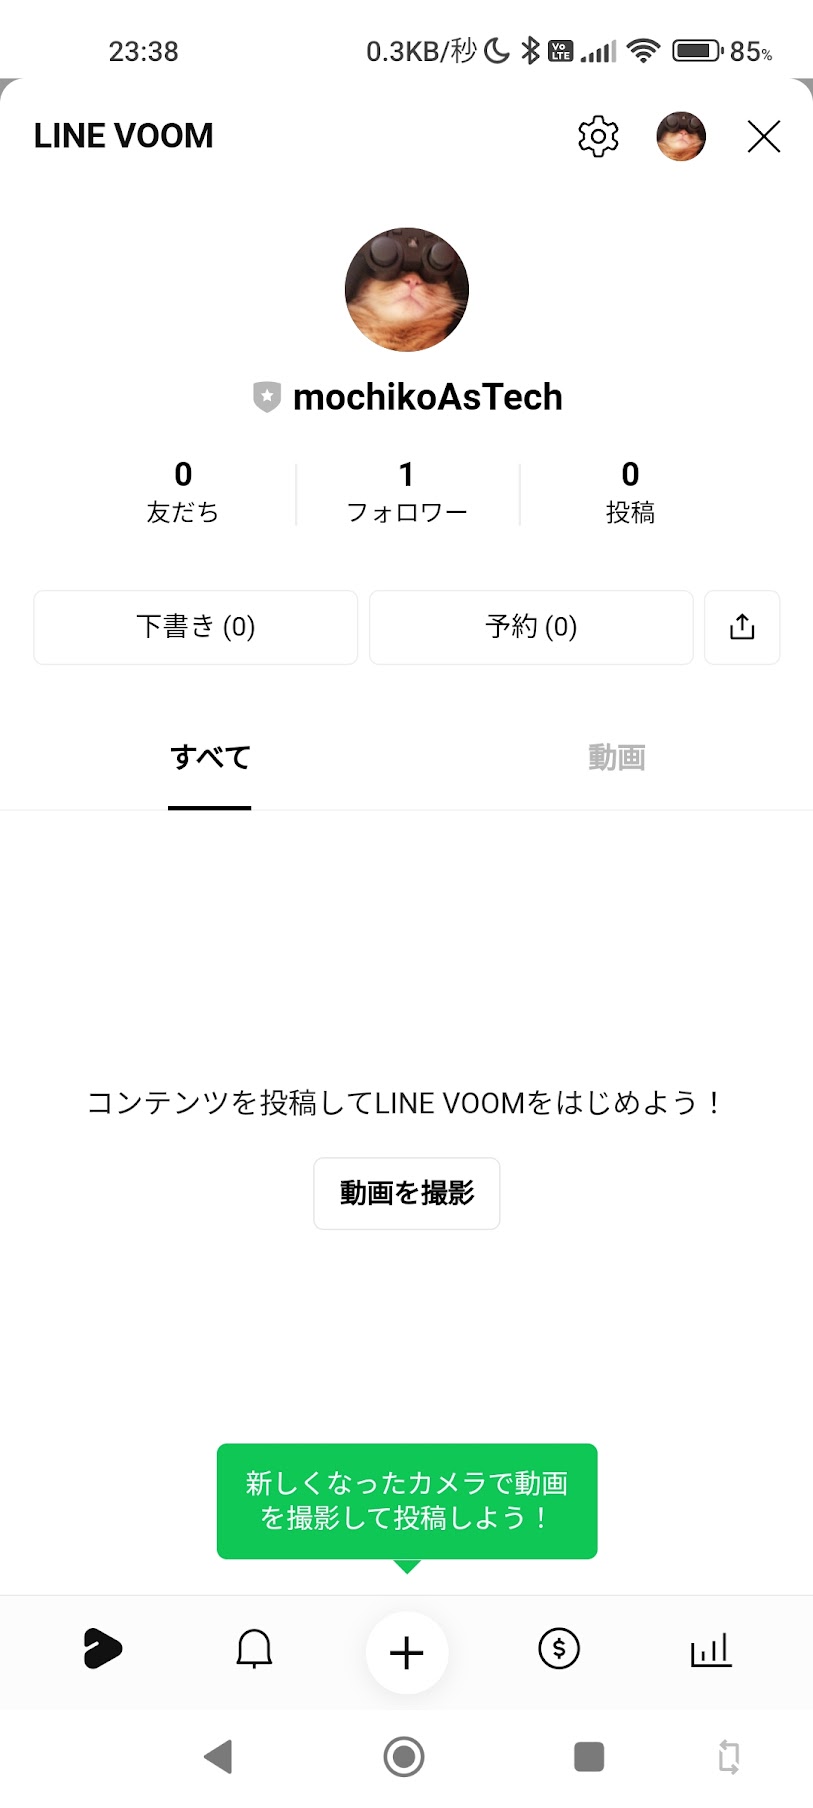 23:38 0.3KB/秒 Vo LTE 85%
LINE VOOM
mochikoAsTech
0 1 0
友だち フォロワー 投稿
下書き (0) 予約 (0)
すべて 動画
コンテンツを投稿してLINE VOOMをはじめよう！
動画を撮影
新しくなったカメラで動画
を撮影して投稿しよう！